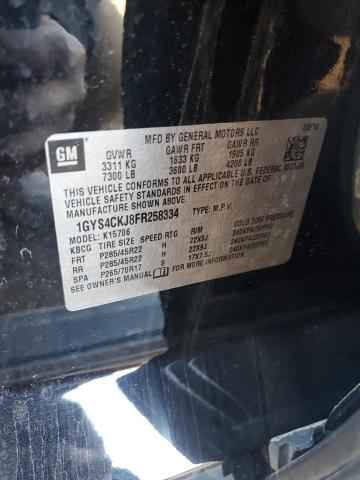 GM
MFD BY GENERAL MOTORS LLC
08/14
GVWR GAWR FRT GAWR RR
3311 KG 1633 KG 1905 KG
7300 LB 3600 LB 4200 LB
THIS VEHICLE CONFORMS TO ALL APPLICABLE U.S. FEDERAL MOTOR
VEHICLE SAFETY STANDARDS IN EFFECT ON THE DATE OF
MANUFACTURE SHOWN ABOVE.
1GYS4CKJ8FR258334 TYPE: M.P.V.
MODEL: K15706
KBCG TIRE SIZE SPEED RTG RIM
FRT P285/45R22 H 22X9J 240KPA(35PSI)
RR P285/45R22 H 22X9J 240KPA(35PSI)
SPA P265/70R17 S 17X7.5J 240KPA(35PSI)
SEE OWNER'S MANUAL FOR MORE INFORMATION.